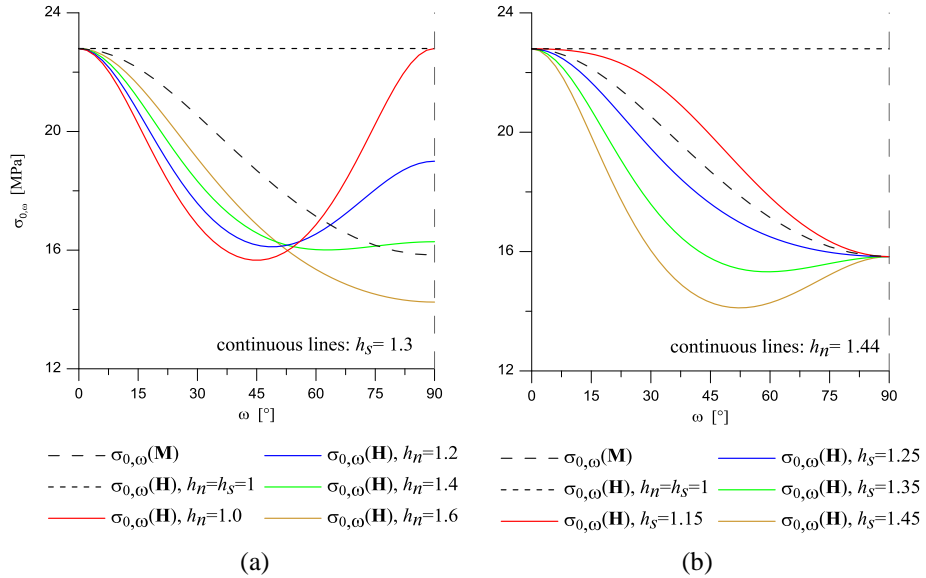 24
20
16
12
σ0,ω [MPa]
continuous lines: hs= 1.3
0 15 30 45 60 75 90
ω [°]
σ0,ω(M)
σ0,ω(H), hn=hs=1
σ0,ω(H), hn=1.0
σ0,ω(H), hn=1.2
σ0,ω(H), hn=1.4
σ0,ω(H), hn=1.6
(a)
24
20
16
12
continuous lines: hn= 1.44
0 15 30 45 60 75 90
ω [°]
σ0,ω(M)
σ0,ω(H), hn=hs=1
σ0,ω(H), hs=1.15
σ0,ω(H), hs=1.25
σ0,ω(H), hs=1.35
σ0,ω(H), hs=1.45
(b)